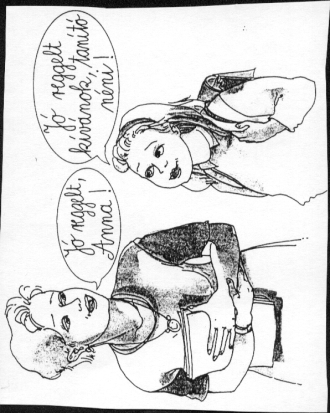 Jó reggelt
kívánok, tanító
néni!
Jó reggelt,
Anna!